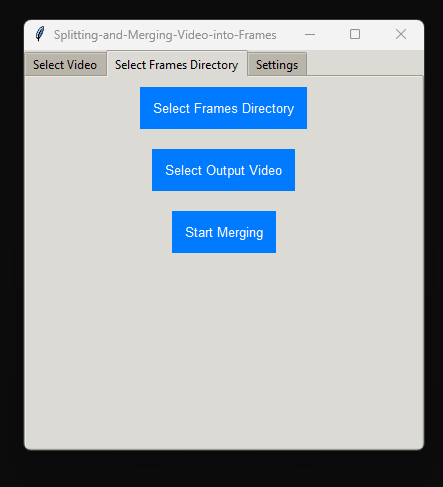 Splitting-and-Merging-Video-into-Frames
Select Video Select Frames Directory Settings
Select Frames Directory
Select Output Video
Start Merging